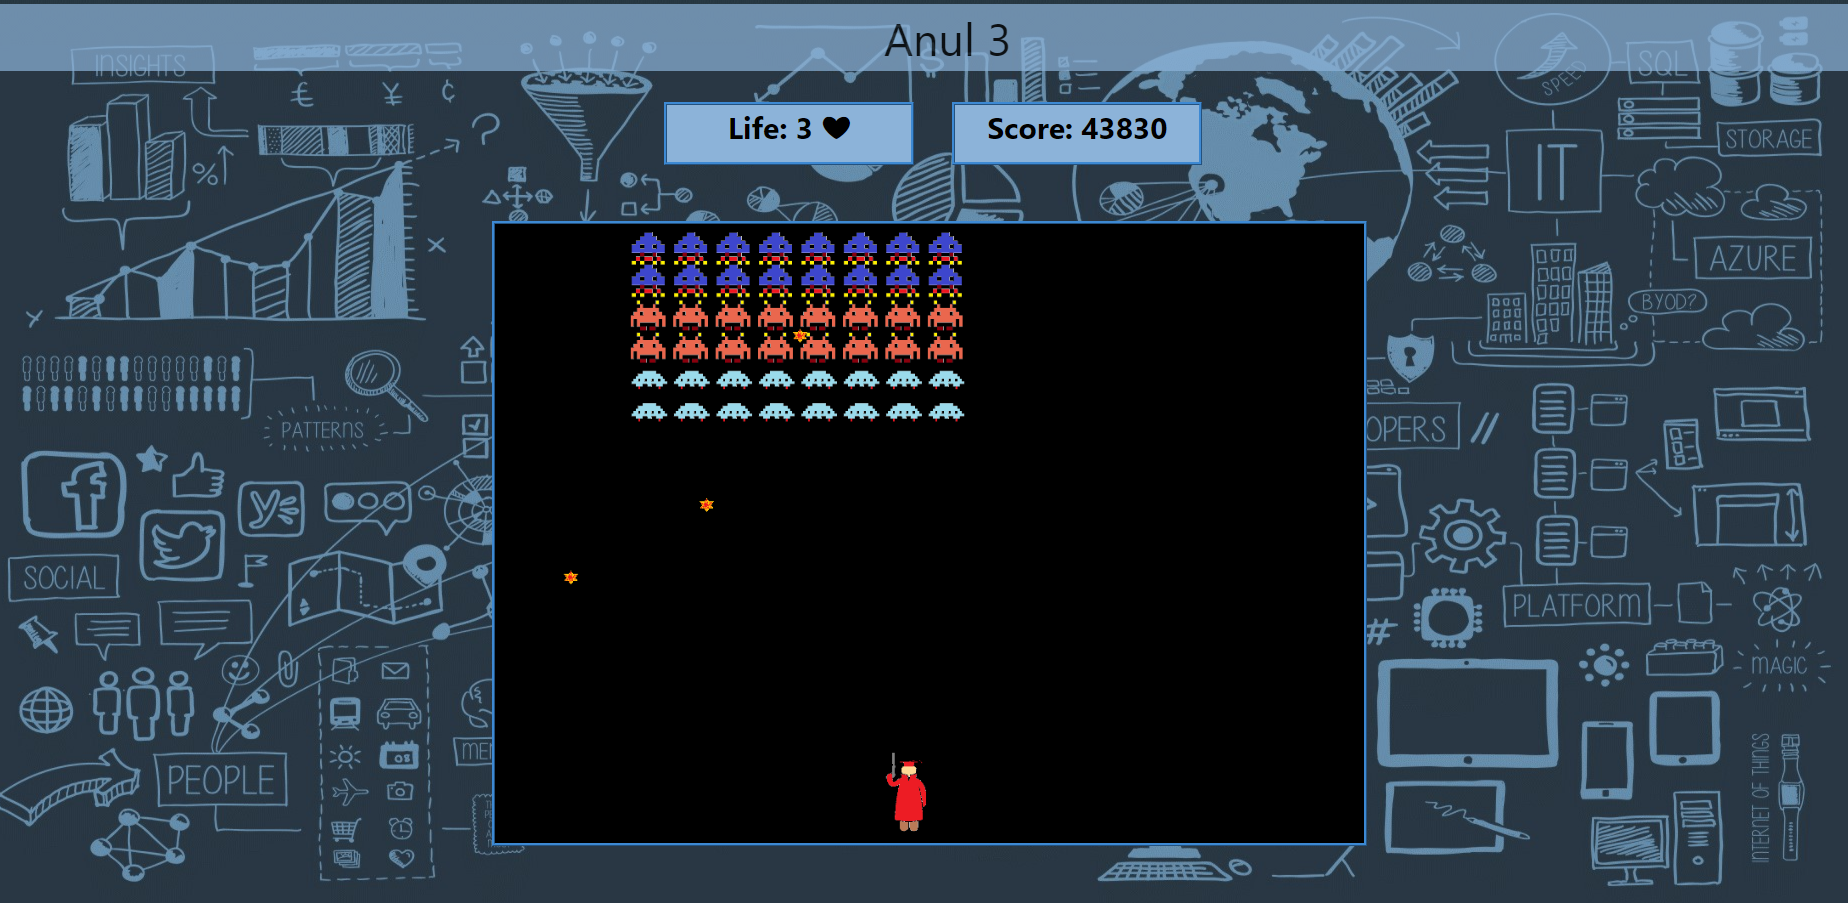 Anul 3
INSIGHTS
SPEED
SQL
Life: 3
Score: 43830
STORAGE
IT
AZURE
BYOD?
PATTERNS
OPERS
SOCIAL
PLATFORM
MAGIC
PEOPLE
INTERNET OF THINGS